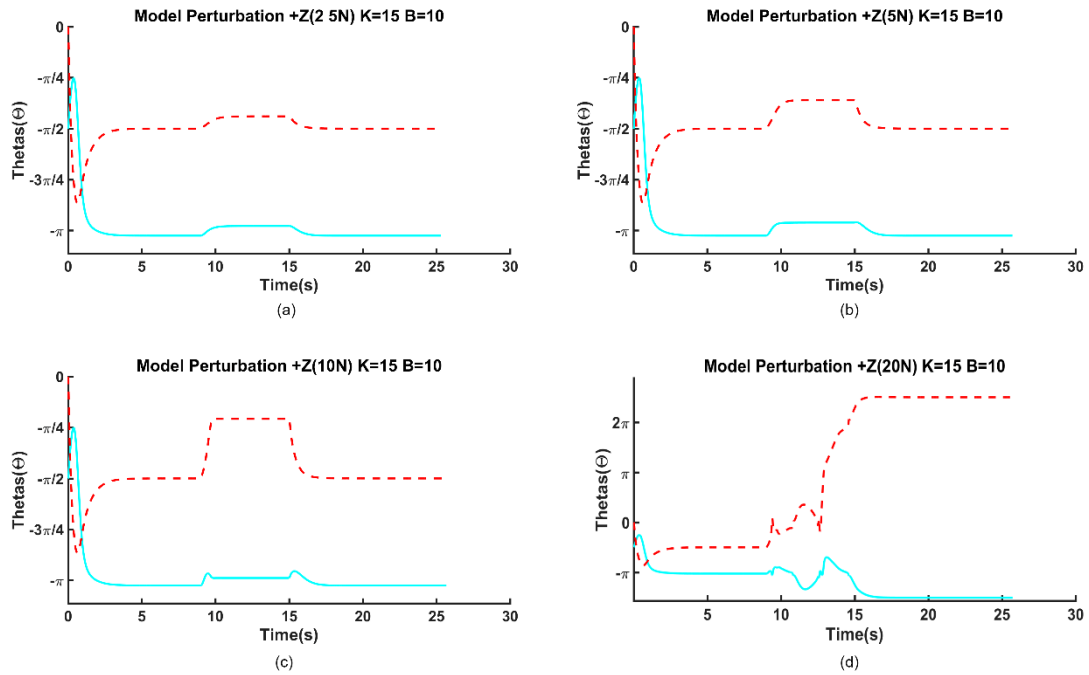 Model Perturbation +Z(2 5N) K=15 B=10
0
-π/4
-π/2
-3π/4
-π
Thetas(Θ)
0 5 10 15 20 25 30
Time(s)
(a)
Model Perturbation +Z(5N) K=15 B=10
0
-π/4
-π/2
-3π/4
-π
Thetas(Θ)
0 5 10 15 20 25 30
Time(s)
(b)
Model Perturbation +Z(10N) K=15 B=10
0
-π/4
-π/2
-3π/4
-π
Thetas(Θ)
0 5 10 15 20 25 30
Time(s)
(c)
Model Perturbation +Z(20N) K=15 B=10
2π
π
0
-π
Thetas(Θ)
5 10 15 20 25 30
Time(s)
(d)